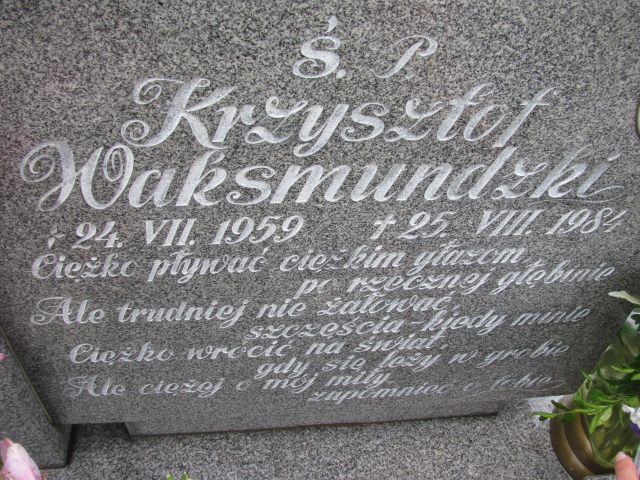 Ś. P.
Krzysztof
Waksmundzki
* 24. VII. 1959 † 25. VIII. 1984
Ciężko pływać ciężkim głazom
po rzecznej głębinie
Ale trudniej nie żałować
szczęścia - kiedy minie
Ciężko wrócić na świat
gdy się leży w grobie
Ale ciężej o mój miły
zapomnieć o tobie